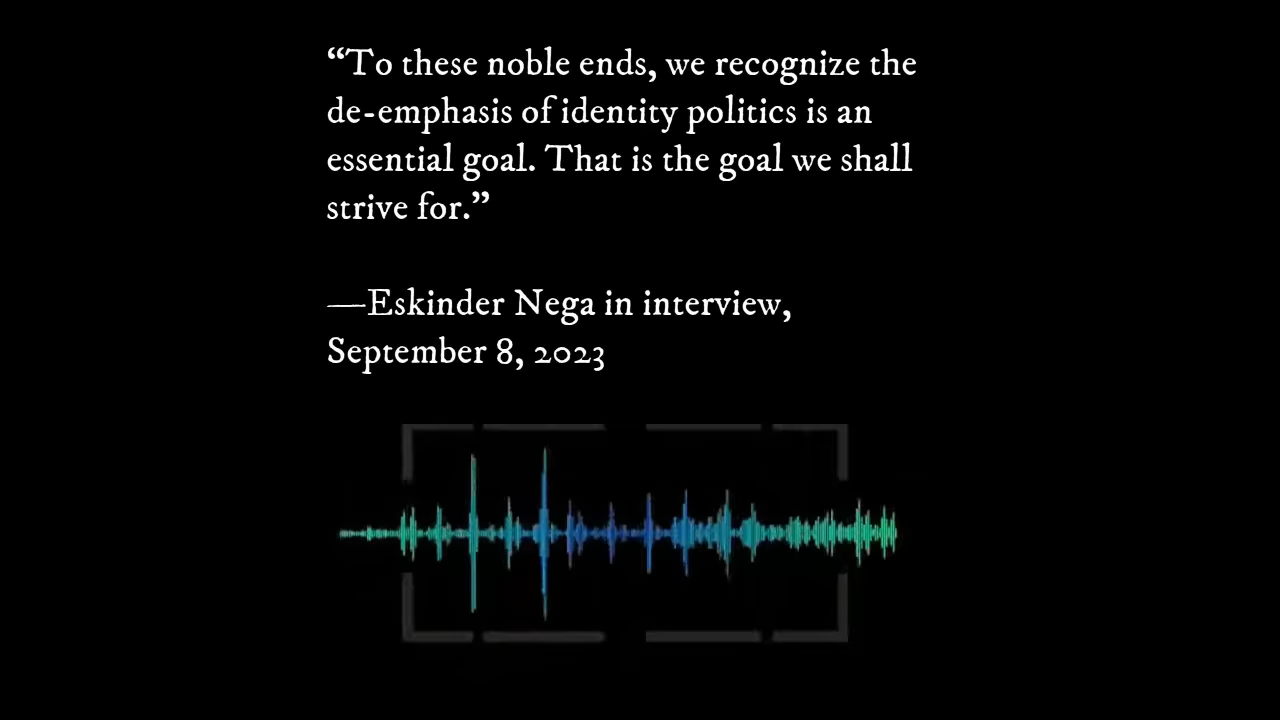 “To these noble ends, we recognize the
de-emphasis of identity politics is an
essential goal. That is the goal we shall
strive for.”
—Eskinder Nega in interview,
September 8, 2023